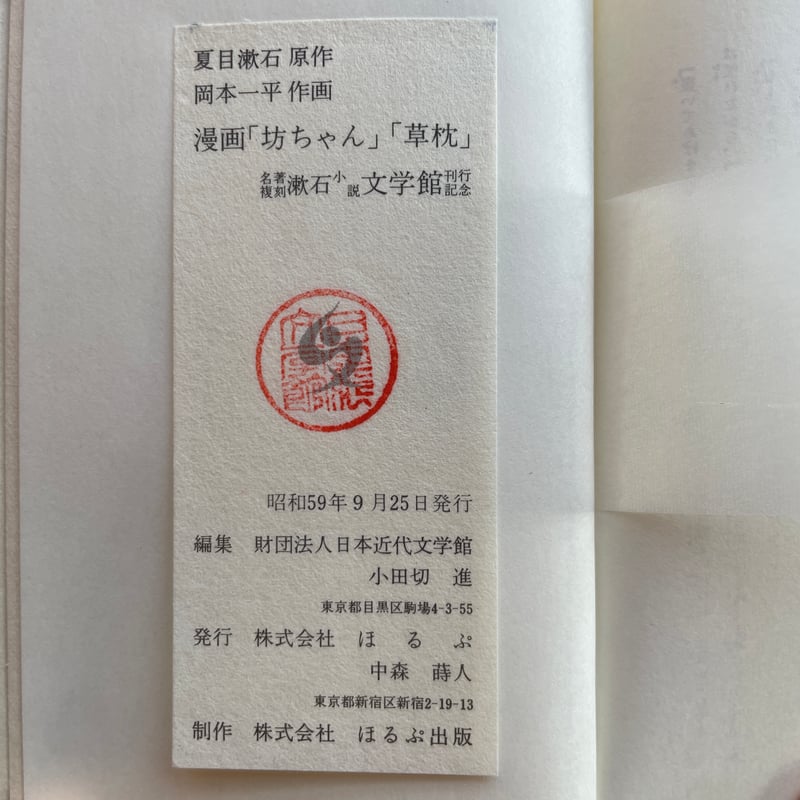 夏目漱石 原作
岡本一平 作画
漫画「坊ちゃん」「草枕」
名著複刻漱石小説文学館刊行記念
昭和59年9月25日発行
編集 財団法人日本近代文学館
小田切 進
東京都目黒区駒場4-3-55
発行 株式会社 ほるぷ
中森 蒔人
東京都新宿区新宿2-19-13
制作 株式会社 ほるぷ出版